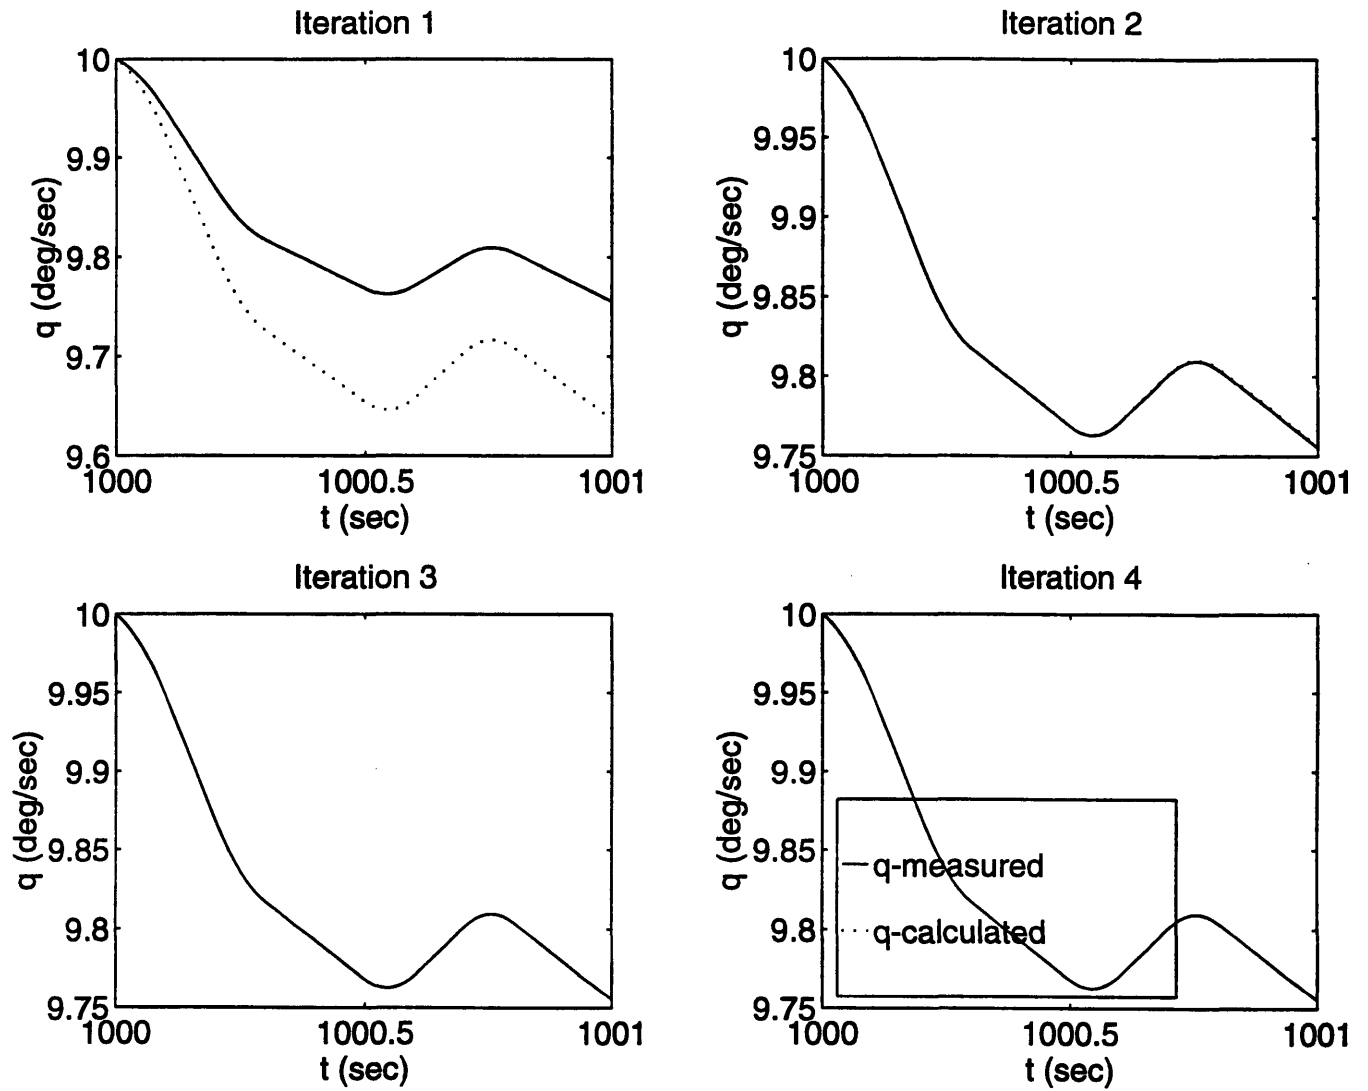 Iteration 1
10
9.9
9.8
9.7
9.6
q (deg/sec)
1000
1000.5
1001
t (sec)
Iteration 2
10
9.95
9.9
9.85
9.8
9.75
q (deg/sec)
1000
1000.5
1001
t (sec)
Iteration 3
10
9.95
9.9
9.85
9.8
9.75
q (deg/sec)
1000
1000.5
1001
t (sec)
Iteration 4
10
9.95
9.9
9.85
9.8
9.75
q (deg/sec)
q-measured
q-calculated
1000
1000.5
1001
t (sec)